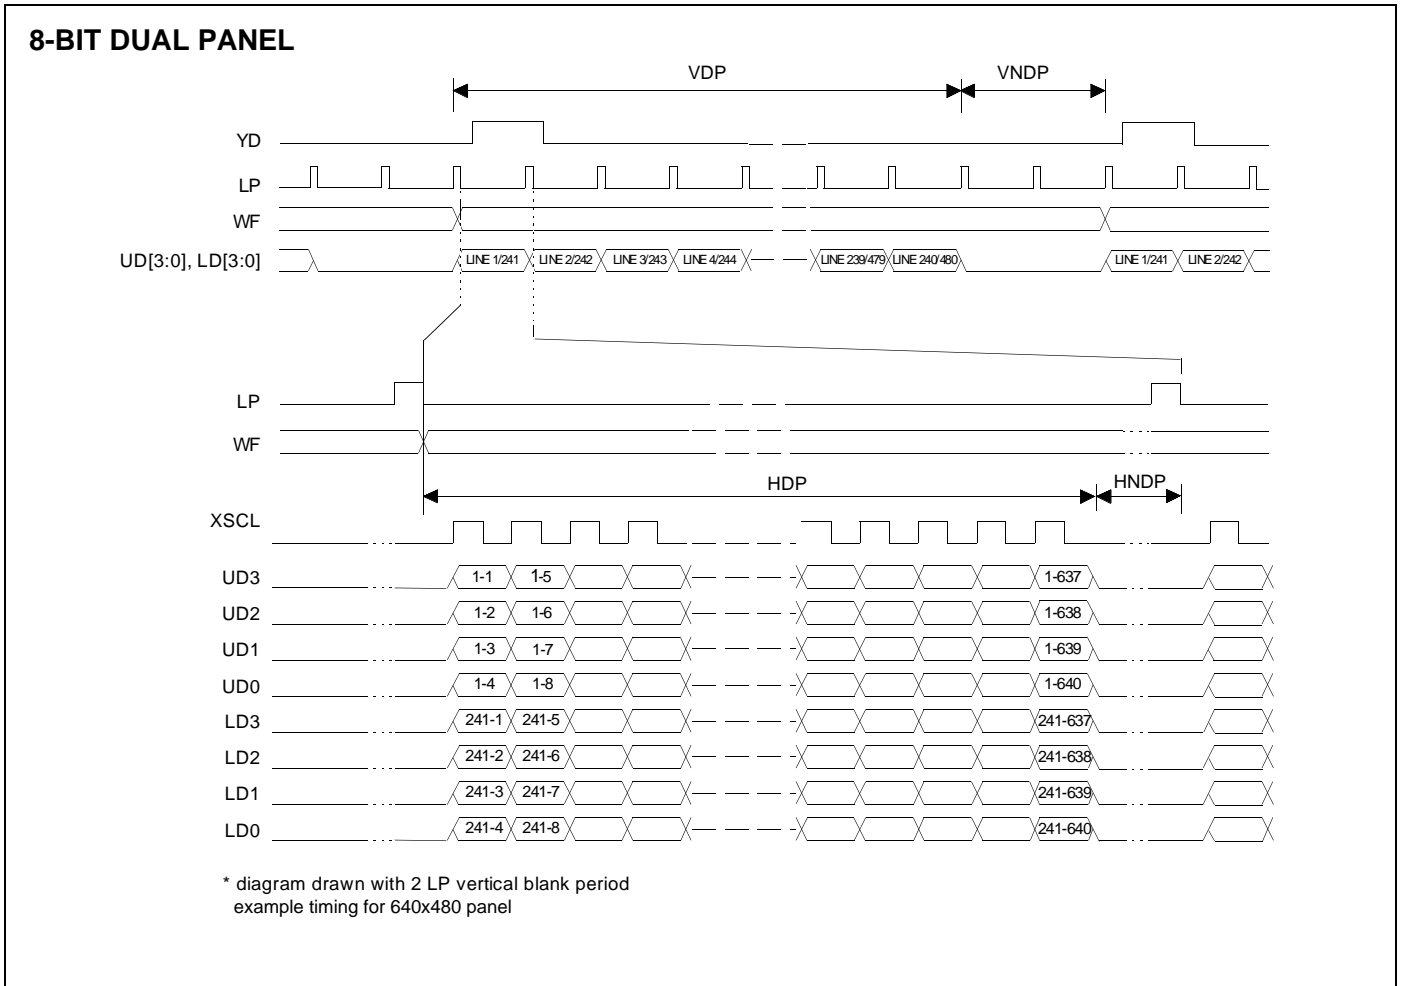 8-BIT DUAL PANEL
VDP VNDP
YD
LP
WF
UD[3:0], LD[3:0] LINE 1/241 LINE 2/242 LINE 3/243 LINE 4/244 LINE 239/479 LINE 240/480 LINE 1/241 LINE 2/242
LP
WF
HDP HNDP
XSCL
UD3 1-1 1-5 1-637
UD2 1-2 1-6 1-638
UD1 1-3 1-7 1-639
UD0 1-4 1-8 1-640
LD3 241-1 241-5 241-637
LD2 241-2 241-6 241-638
LD1 241-3 241-7 241-639
LD0 241-4 241-8 241-640
* diagram drawn with 2 LP vertical blank period
example timing for 640x480 panel